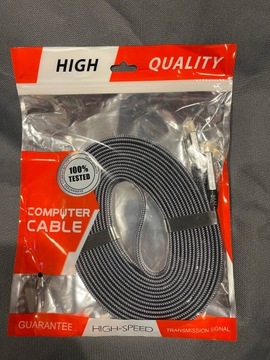 HIGH QUALITY
100%
TESTED
COMPUTER
CABLE
GUARANTEE HIGH-SPEED TRANSMISSION SIGNAL